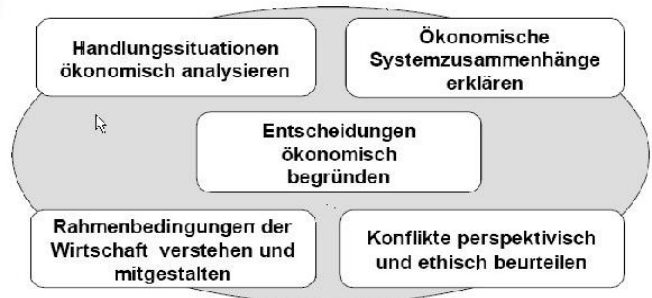 Handlungssituationen
ökonomisch analysieren
Ökonomische
Systemzusammenhänge
erklären
Entscheidungen
ökonomisch
begründen
Rahmenbedingungen der
Wirtschaft verstehen und
mitgestalten
Konflikte perspektivisch
und ethisch beurteilen